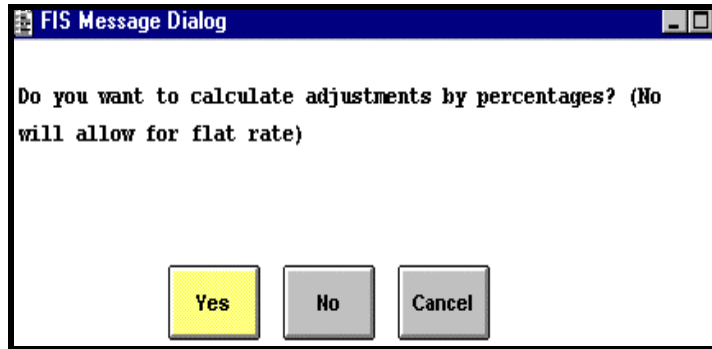 FIS Message Dialog
Do you want to calculate adjustments by percentages? (No
will allow for flat rate)
Yes No Cancel